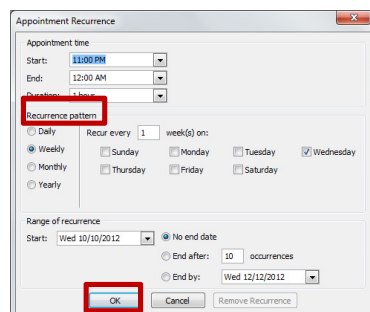 Appointment Recurrence
Appointment time
Start: 11:00 PM
End: 12:00 AM
Duration: 1 hour
Recurrence pattern
Daily
Recur every 1 week(s) on:
Weekly
Sunday Monday Tuesday Wednesday
Monthly
Thursday Friday Saturday
Yearly
Range of recurrence
Start: Wed 10/10/2012 No end date
End after: 10 occurrences
End by: Wed 12/12/2012
OK Cancel Remove Recurrence